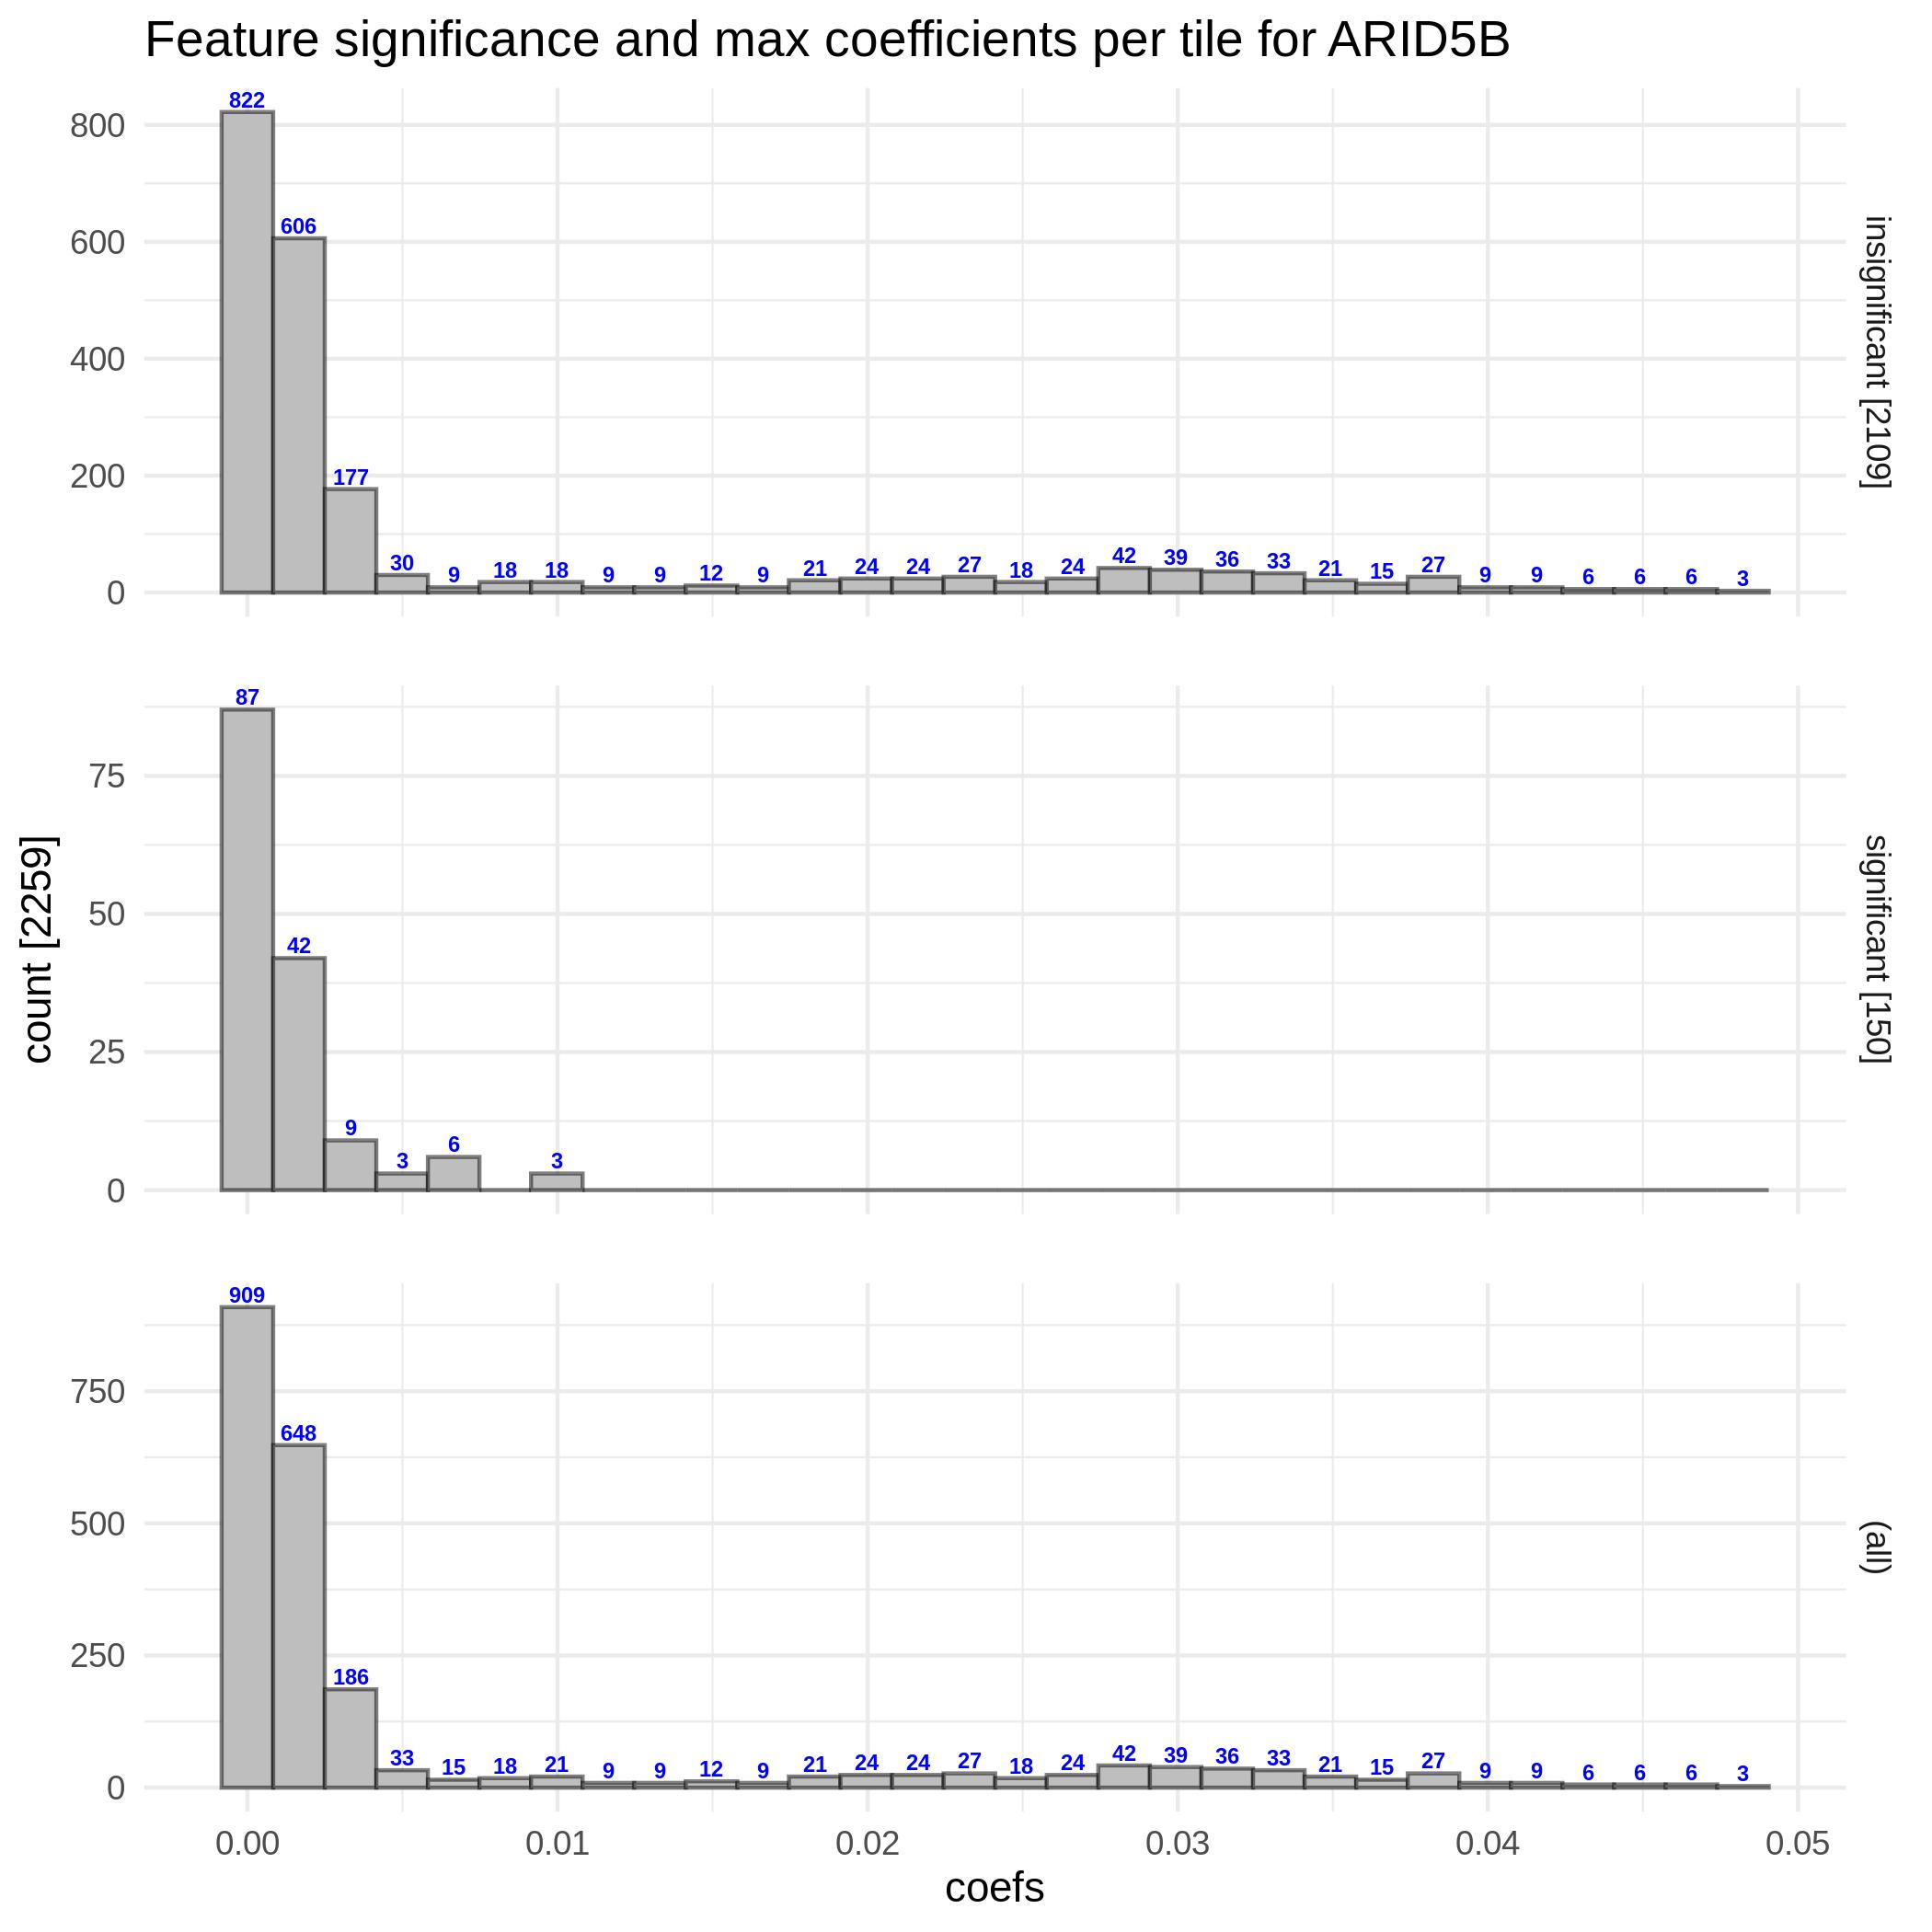 Feature significance and max coefficients per tile for ARID5B
822
800
606
600
400
177
200
30 9 18 18 9 9 12 9 21 24 24 27 18 24 42 39 36 33 21 15 27 9 9 6 6 6 3
0
insignificant [2109]
87
75
50
42
25
9 3 6 3
0
significant [150]
count [2259]
909
750
648
500
250
186
33 15 18 21 9 9 12 9 21 24 24 27 18 24 42 39 36 33 21 15 27 9 9 6 6 6 3
0
(all)
0.00 0.01 0.02 0.03 0.04 0.05
coefs